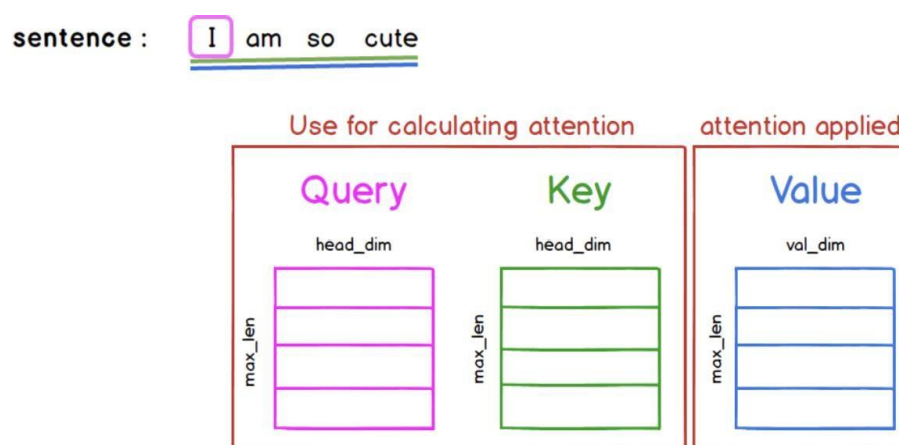 sentence : I am so cute
Use for calculating attention attention applied
Query Key Value
head_dim head_dim val_dim
max_len max_len max_len